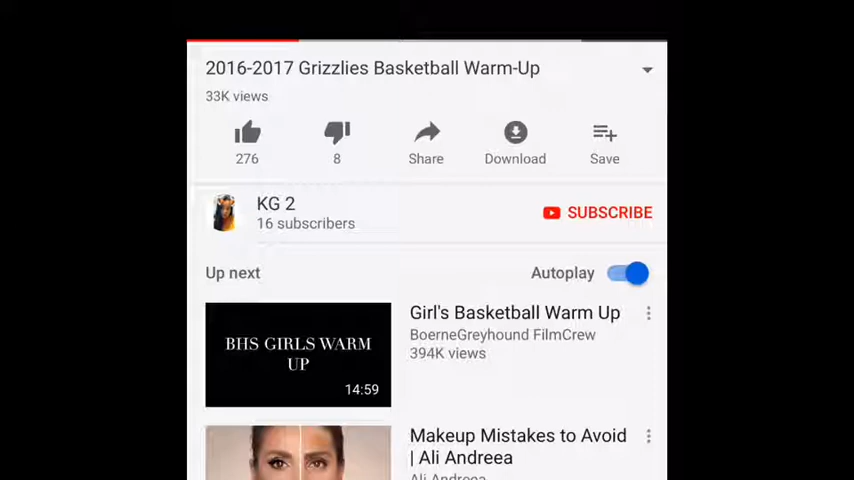 2016-2017 Grizzlies Basketball Warm-Up
33K views
276
8
Share
Download
Save
KG 2
16 subscribers
SUBSCRIBE
Up next
Autoplay
BHS GIRLS WARM
UP
14:59
Girl's Basketball Warm Up
BoerneGreyhound FilmCrew
394K views
Makeup Mistakes to Avoid
| Ali Andreea
Ali Andreea